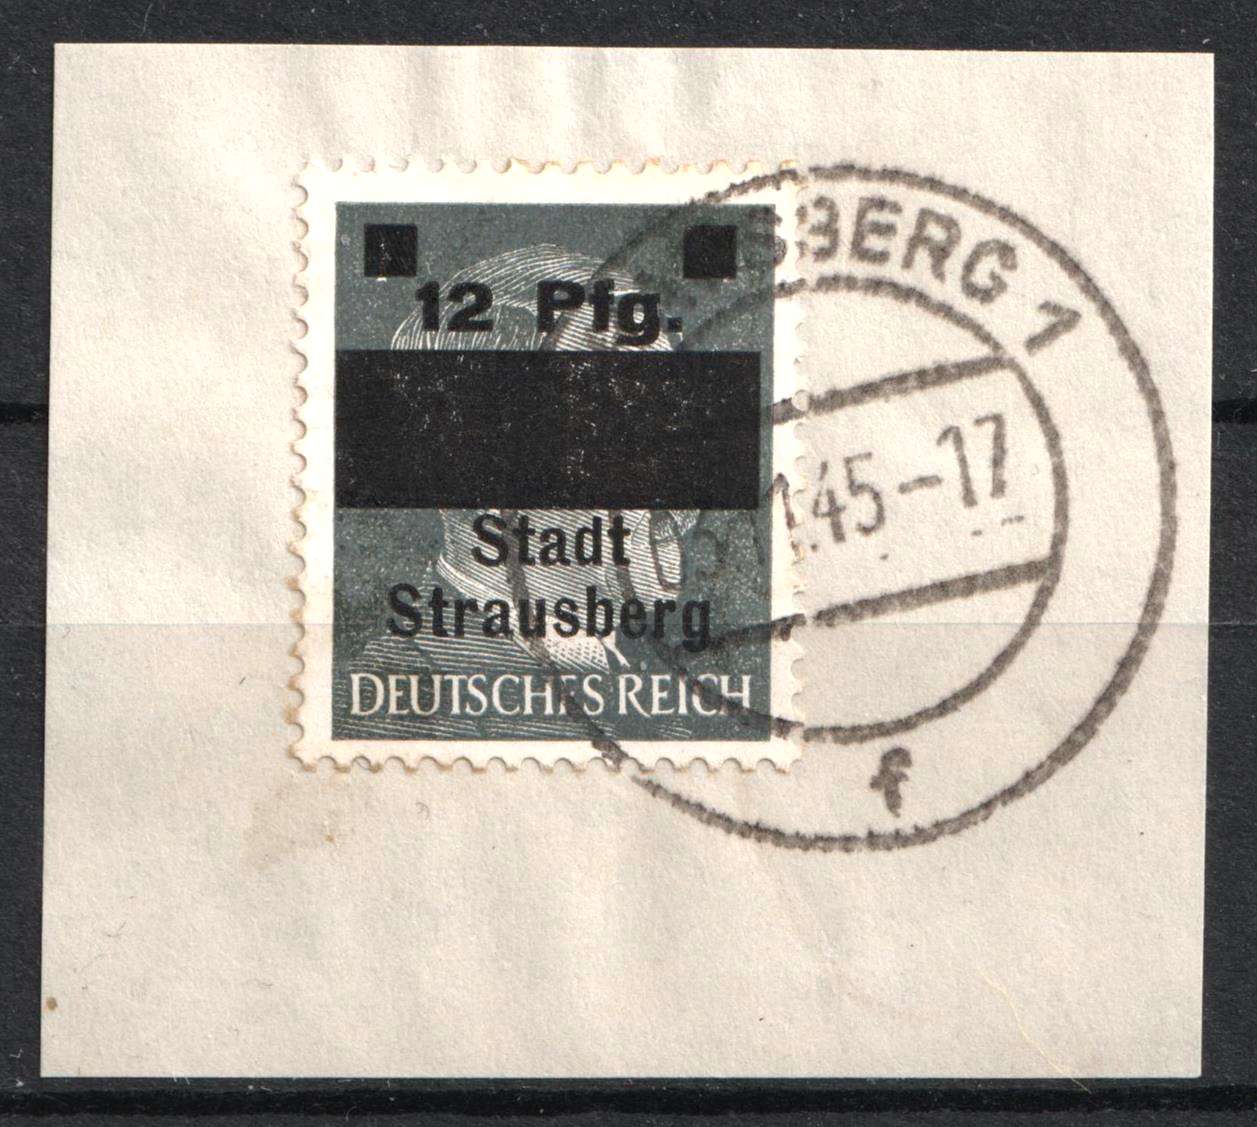 12 Pfg.
Stadt
Strausberg
DEUTSCHES REICH
SBERG 1
.45-17
f